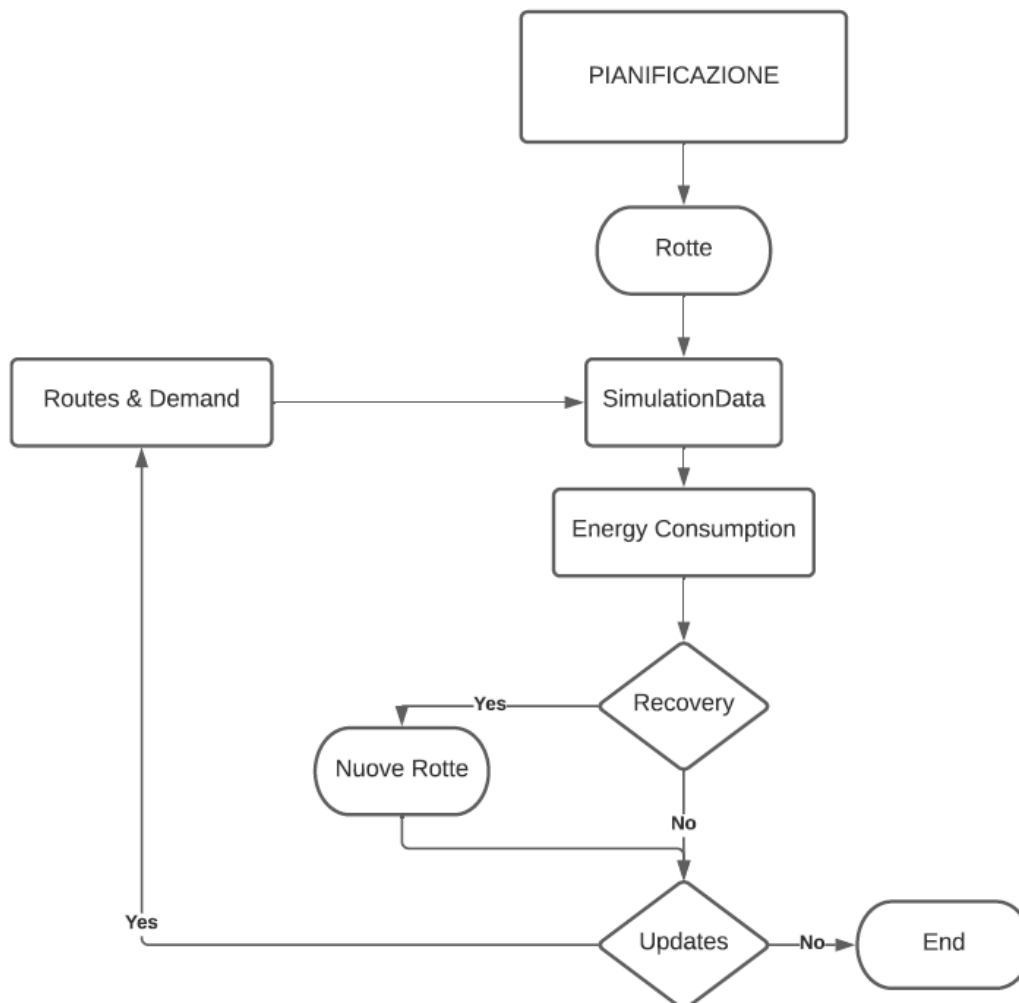 PIANIFICAZIONE
Rotte
Routes & Demand
SimulationData
Energy Consumption
Recovery
Yes
Nuove Rotte
No
Yes
Updates
No
End